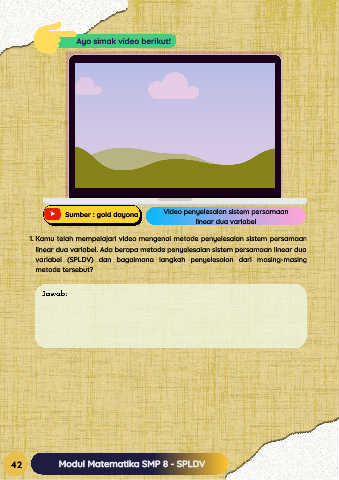 Ayo simak video berikut!
Sumber : gold dayona
Video penyelesaian sistem persamaan
linear dua variabel
1. Kamu telah mempelajari video mengenai metode penyelesaian sistem persamaan
linear dua variabel. Ada berapa metode penyelesaian sistem persamaan linear dua
variabel (SPLDV) dan bagaimana langkah penyelesaian dari masing-masing
metode tersebut?
Jawab:
42
Modul Matematika SMP 8 - SPLDV